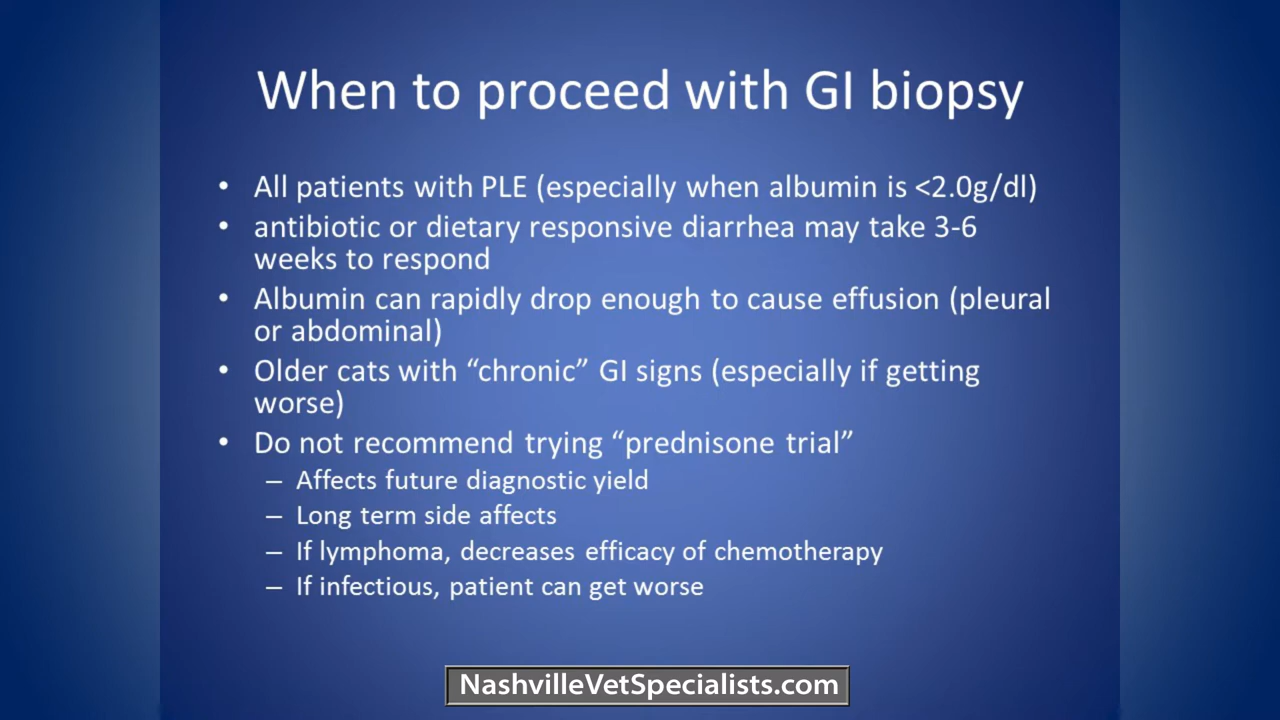 When to proceed with GI biopsy
• All patients with PLE (especially when albumin is <2.0g/dl)
• antibiotic or dietary responsive diarrhea may take 3-6
weeks to respond
• Albumin can rapidly drop enough to cause effusion (pleural
or abdominal)
• Older cats with “chronic” GI signs (especially if getting
worse)
• Do not recommend trying “prednisone trial”
– Affects future diagnostic yield
– Long term side affects
– If lymphoma, decreases efficacy of chemotherapy
– If infectious, patient can get worse
NashvilleVetSpecialists.com